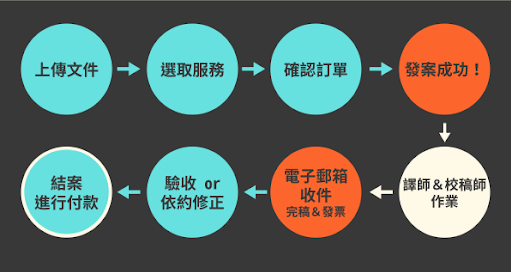 上傳文件
選取服務
確認訂單
發案成功！
譯師＆校稿師
作業
電子郵箱
收件
完稿＆發票
驗收 or
依約修正
結案
進行付款